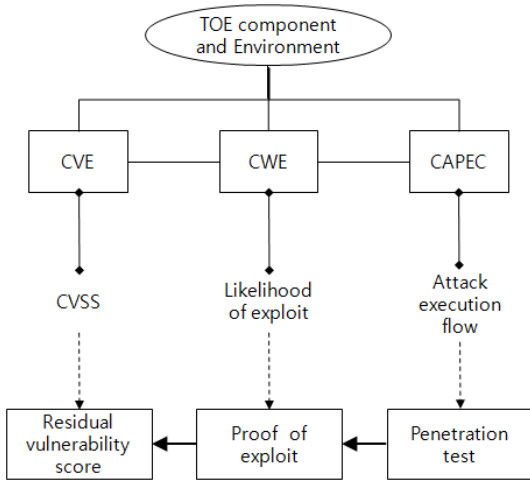 TOE component
and Environment
CVE
CWE
CAPEC
CVSS
Likelihood
of exploit
Attack
execution
flow
Residual
vulnerability
score
Proof of
exploit
Penetration
test